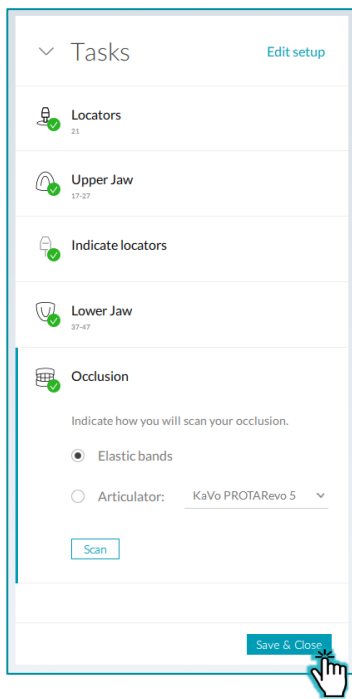 Tasks Edit setup
Locators
21
Upper Jaw
17-27
Indicate locators
Lower Jaw
37-47
Occlusion
Indicate how you will scan your occlusion.
Elastic bands
Articulator: KaVo PROTARevo 5
Scan
Save & Close